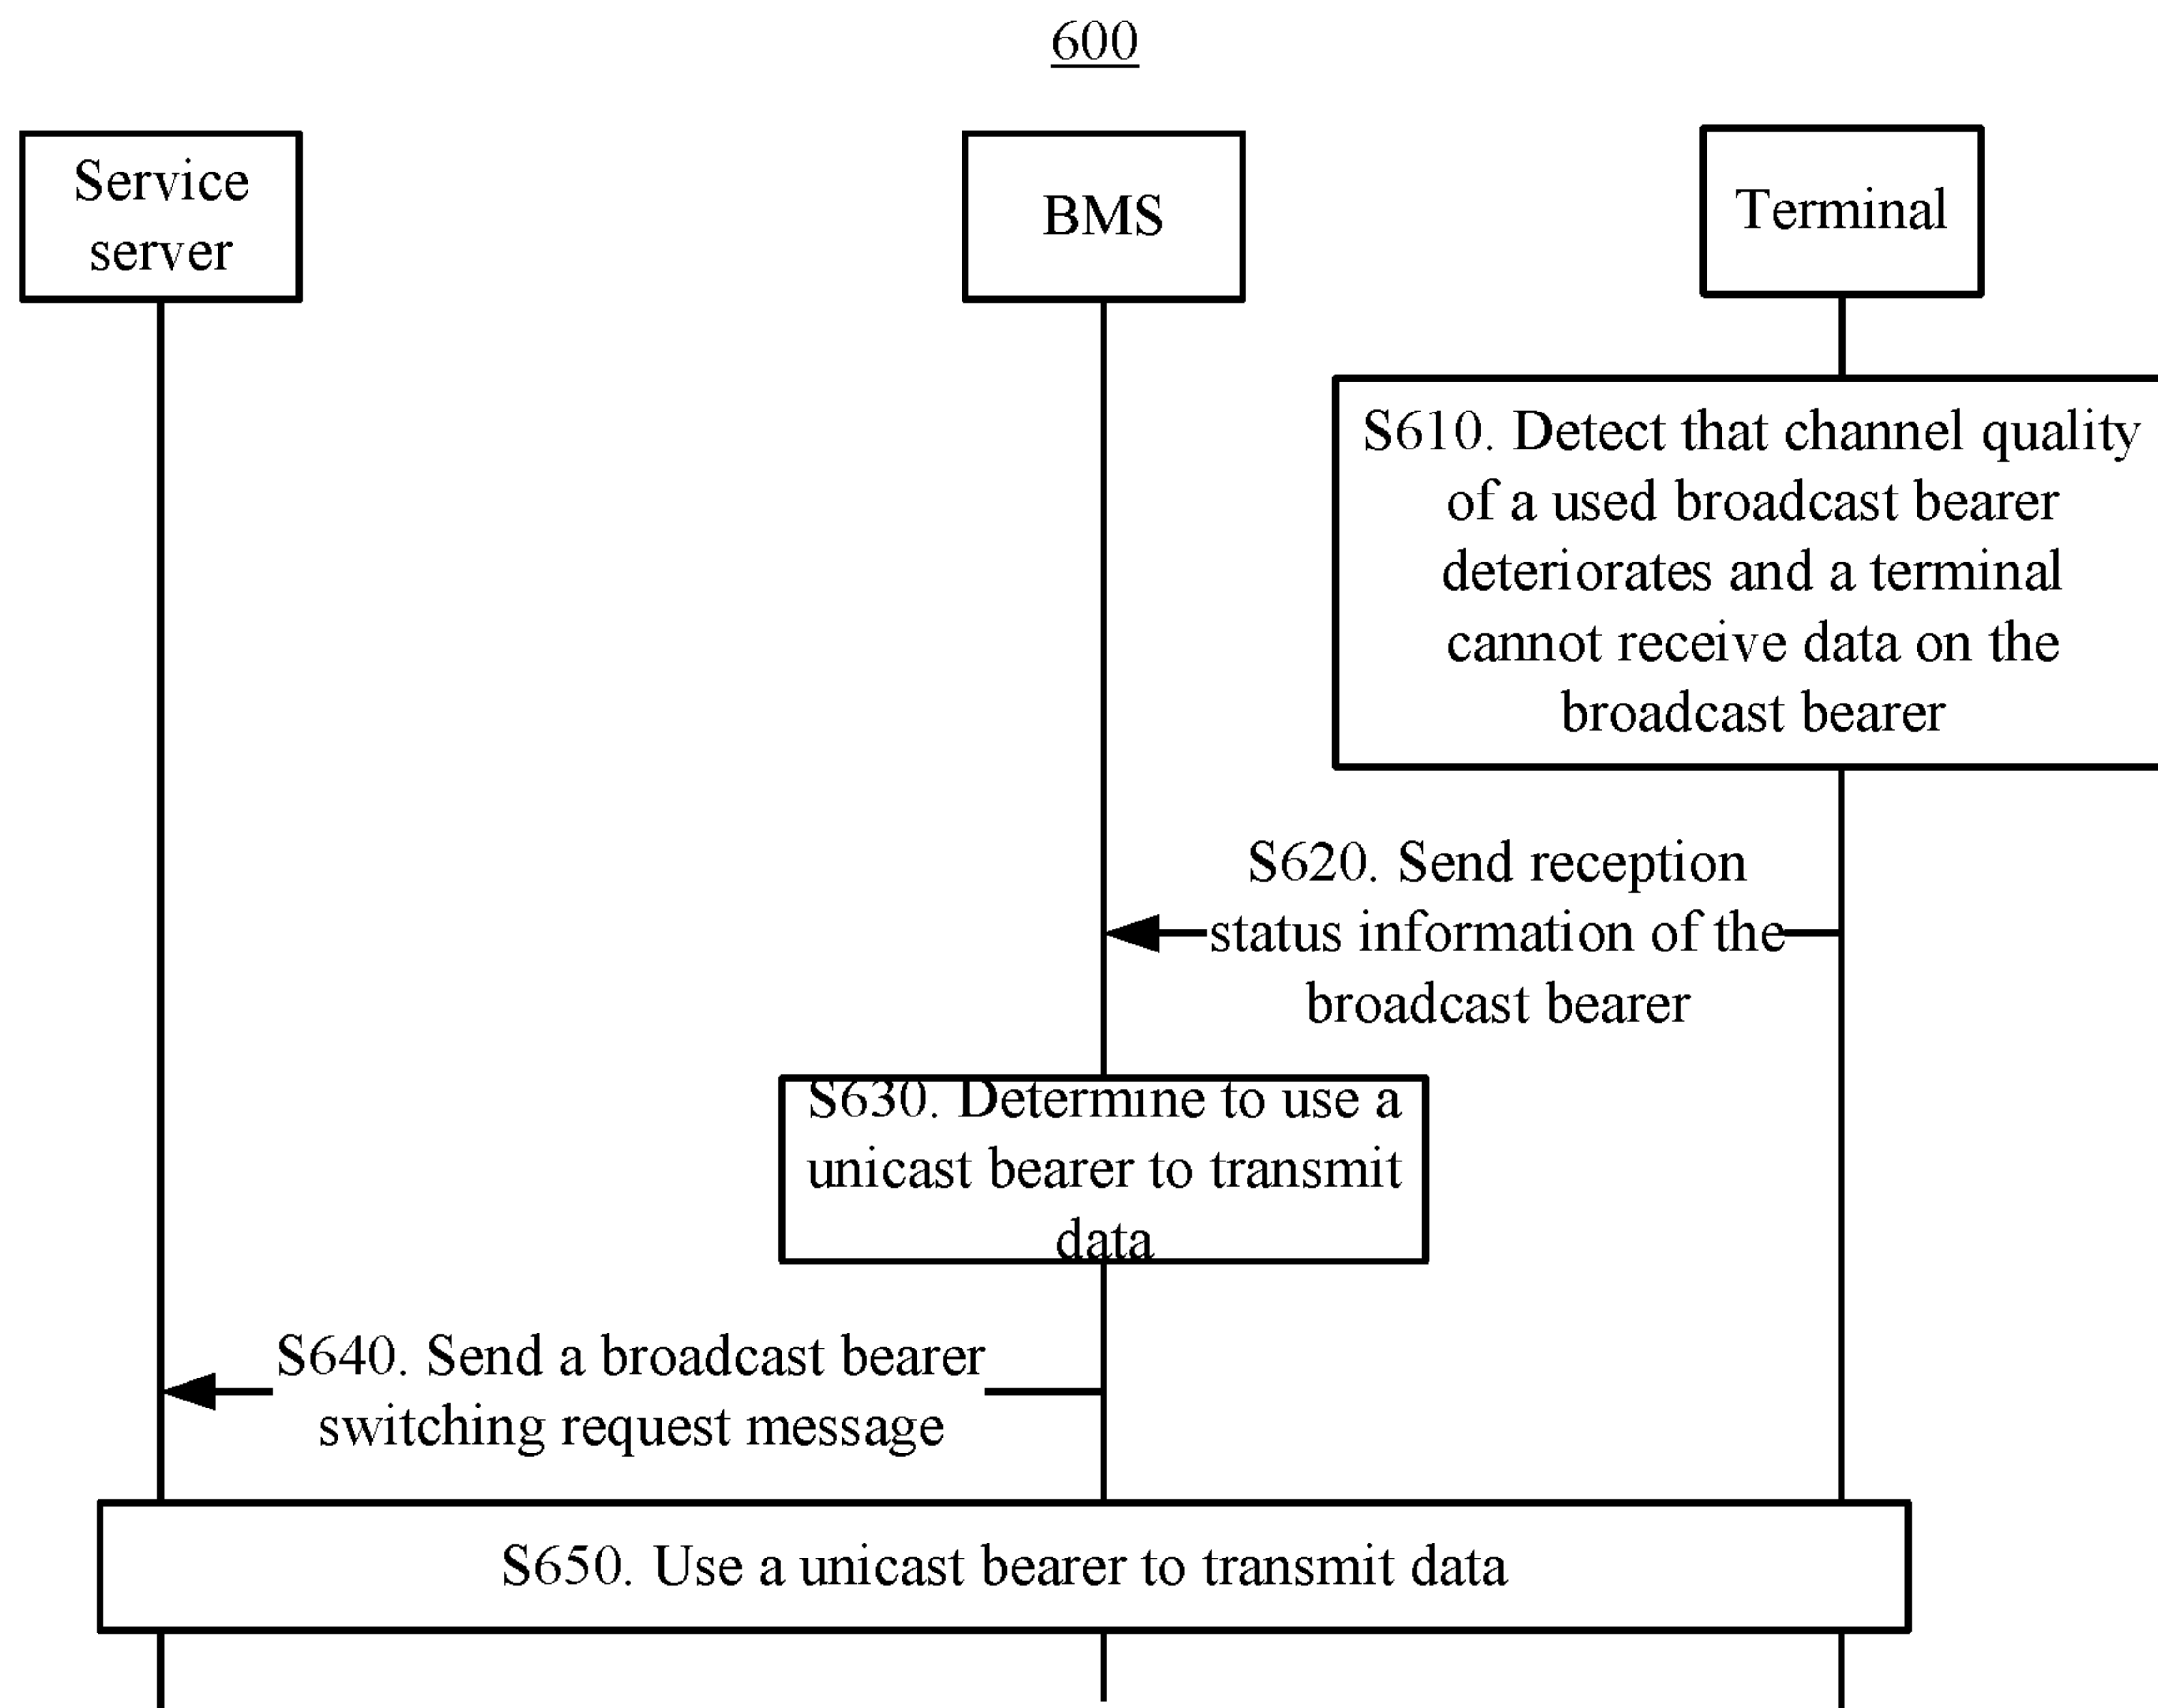 600
Service
server
BMS
Terminal
S610. Detect that channel quality
of a used broadcast bearer
deteriorates and a terminal
cannot receive data on the
broadcast bearer
S620. Send reception
status information of the
broadcast bearer
S630. Determine to use a
unicast bearer to transmit
data
S640. Send a broadcast bearer
switching request message
S650. Use a unicast bearer to transmit data